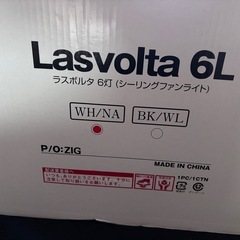 Lasvolta 6L
ラスボルタ 6灯 (シーリングファンライト)
WH/NA
BK/WL
P/O:ZIG
MADE IN CHINA
1PC/1CTN